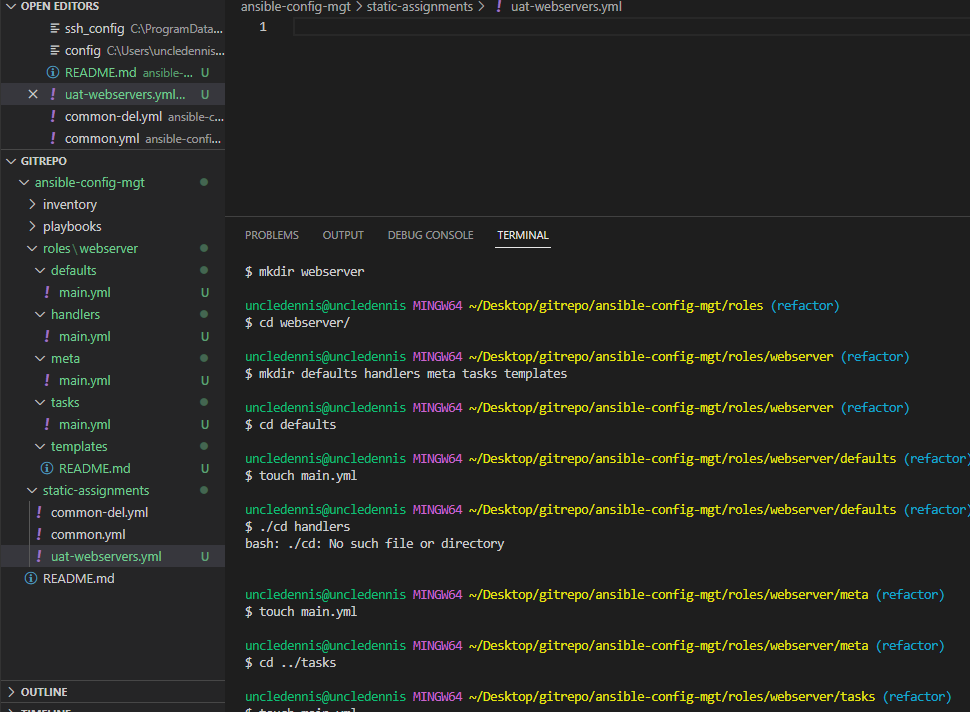 OPEN EDITORS
ssh_config C:\ProgramData...
config C:\Users\uncledennis...
README.md ansible-... U
uat-webservers.yml... U
common-del.yml ansible-c...
common.yml ansible-confi...
GITREPO
ansible-config-mgt
inventory
playbooks
roles\webserver
defaults
main.yml U
handlers
main.yml U
meta
main.yml U
tasks
main.yml U
templates
README.md U
static-assignments
common-del.yml
common.yml
uat-webservers.yml U
README.md
OUTLINE
TIMELINE
ansible-config-mgt > static-assignments > ! uat-webservers.yml
1
PROBLEMS OUTPUT DEBUG CONSOLE TERMINAL
$ mkdir webserver
uncledennis@uncledennis MINGW64 ~/Desktop/gitrepo/ansible-config-mgt/roles (refactor)
$ cd webserver/
uncledennis@uncledennis MINGW64 ~/Desktop/gitrepo/ansible-config-mgt/roles/webserver (refactor)
$ mkdir defaults handlers meta tasks templates
uncledennis@uncledennis MINGW64 ~/Desktop/gitrepo/ansible-config-mgt/roles/webserver (refactor)
$ cd defaults
uncledennis@uncledennis MINGW64 ~/Desktop/gitrepo/ansible-config-mgt/roles/webserver/defaults (refactor)
$ touch main.yml
uncledennis@uncledennis MINGW64 ~/Desktop/gitrepo/ansible-config-mgt/roles/webserver/defaults (refactor)
$ ./cd handlers
bash: ./cd: No such file or directory
uncledennis@uncledennis MINGW64 ~/Desktop/gitrepo/ansible-config-mgt/roles/webserver/meta (refactor)
$ touch main.yml
uncledennis@uncledennis MINGW64 ~/Desktop/gitrepo/ansible-config-mgt/roles/webserver/meta (refactor)
$ cd ../tasks
uncledennis@uncledennis MINGW64 ~/Desktop/gitrepo/ansible-config-mgt/roles/webserver/tasks (refactor)
$ touch main.yml